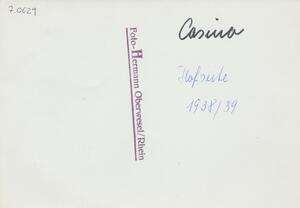 7.0629
Casino
Hofseite
1938/39
Foto-Hermann Oberwesel/Rhein